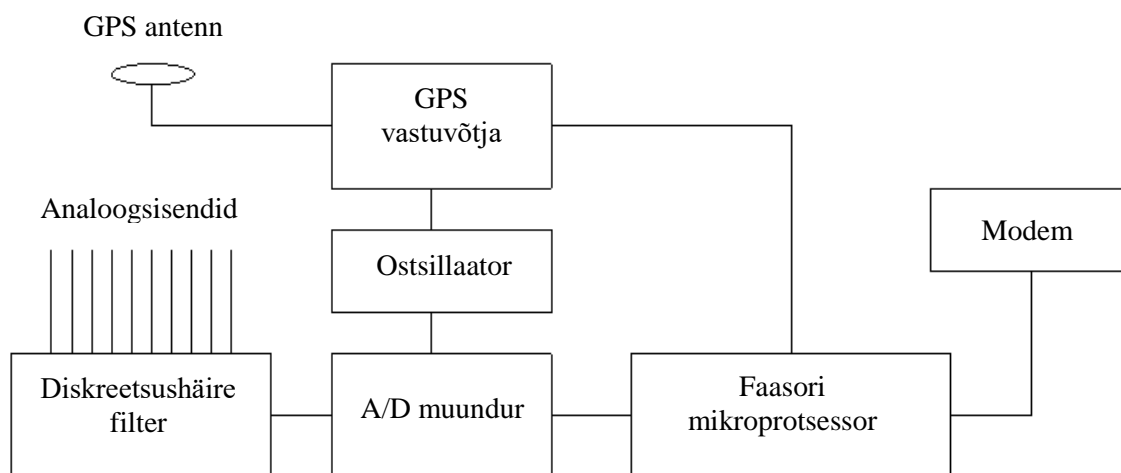 GPS antenn
GPS
vastuvõtja
Analoogsisendid
Ostsillaator
Modem
Diskreetsushäire
filter
A/D muundur
Faasori
mikroprotsessor